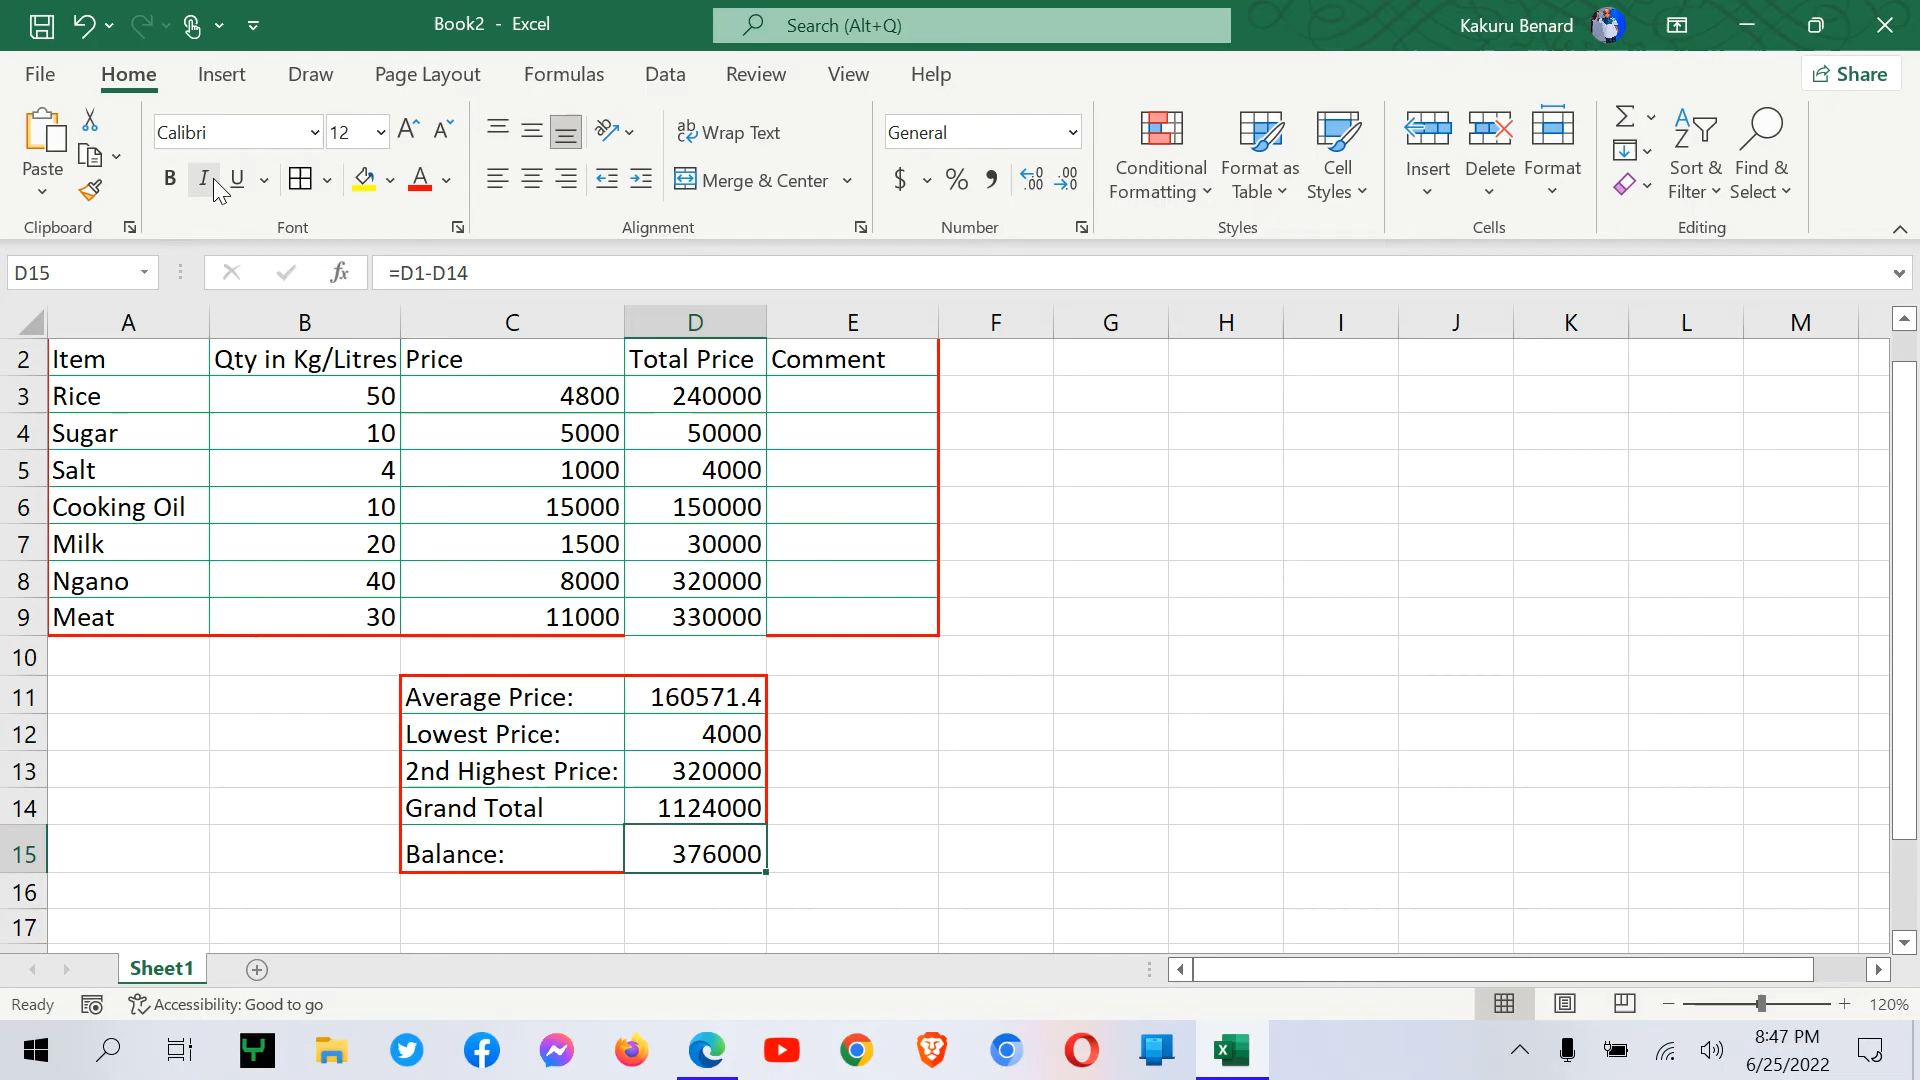 Book2 - Excel
Search (Alt+Q)
Kakuru Benard
File Home Insert Draw Page Layout Formulas Data Review View Help
Share
Paste
Clipboard
Calibri 12
B I U
Font
Wrap Text
Merge & Center
Alignment
General
$ % 9
Number
Conditional Formatting
Format as Table
Cell Styles
Styles
Insert Delete Format
Cells
Sort & Filter
Find & Select
Editing
D15 fx =D1-D14
A B C D E F G H I J K L M
2 Item Qty in Kg/Litres Price Total Price Comment
3 Rice 50 4800 240000
4 Sugar 10 5000 50000
5 Salt 4 1000 4000
6 Cooking Oil 10 15000 150000
7 Milk 20 1500 30000
8 Ngano 40 8000 320000
9 Meat 30 11000 330000
10
11 Average Price: 160571.4
12 Lowest Price: 4000
13 2nd Highest Price: 320000
14 Grand Total 1124000
15 Balance: 376000
16
17
Sheet1
Ready Accessibility: Good to go 120%
8:47 PM
6/25/2022